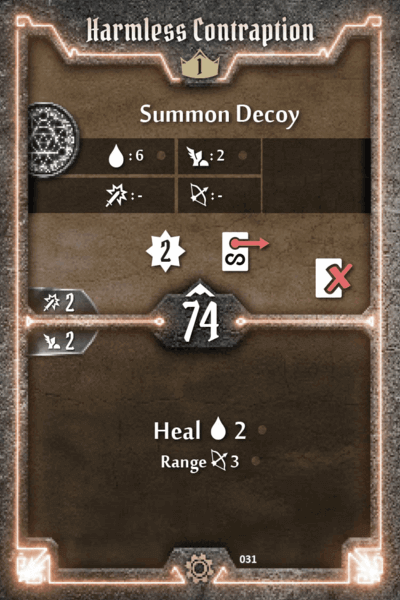 Harmless Contraption
1
Summon Decoy
: 6 : 2
: - : -
2
2
74
2
Heal 2
Range 3
031